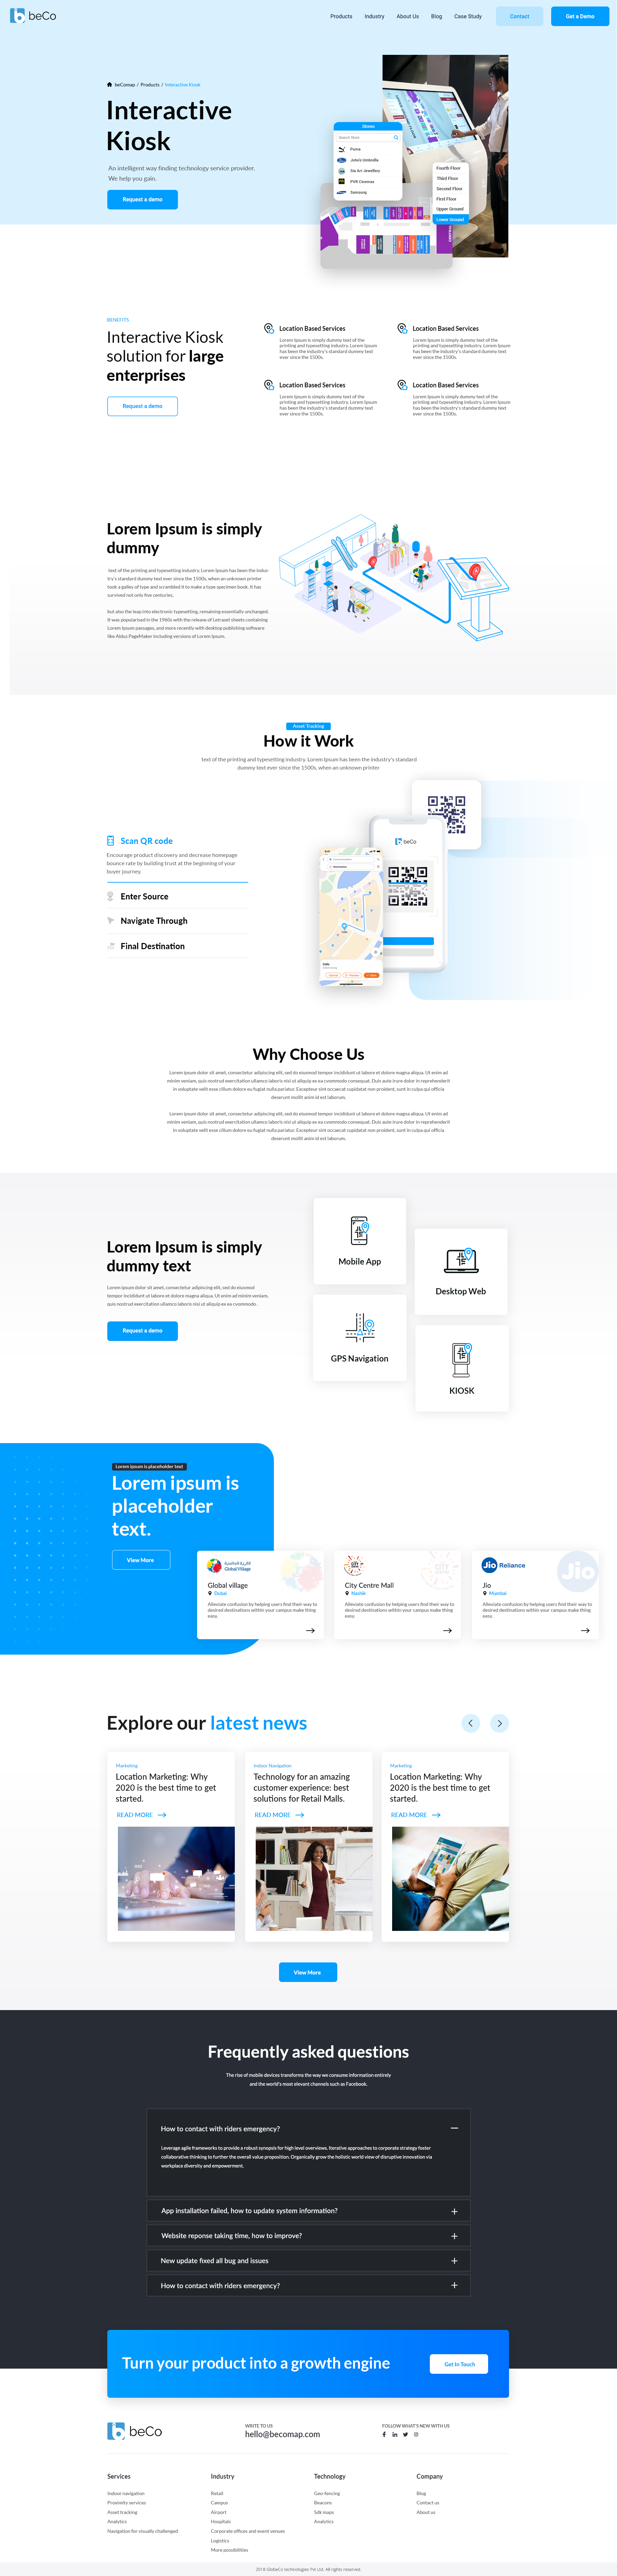 beCo
Products
Industry
About Us
Blog
Case Study
Contact
Get a Demo
beComap / Products / Interactive Kiosk
Interactive
Kiosk
An intelligent way finding technology service provider.
We help you gain.
Request a demo
Stores
Search Store
Puma
John's Umbrella
Sia Art Jewellery
PVR Cinemas
Samsung
Fourth Floor
Third Floor
Second Floor
First Floor
Upper Ground
Lower Ground
BENEFITS
Interactive Kiosk
solution for large
enterprises
Request a demo
Location Based Services
Lorem Ipsum is simply dummy text of the
printing and typesetting industry. Lorem Ipsum
has been the industry's standard dummy text
ever since the 1500s.
Location Based Services
Lorem Ipsum is simply dummy text of the
printing and typesetting industry. Lorem Ipsum
has been the industry's standard dummy text
ever since the 1500s.
Location Based Services
Lorem Ipsum is simply dummy text of the
printing and typesetting industry. Lorem Ipsum
has been the industry's standard dummy text
ever since the 1500s.
Location Based Services
Lorem Ipsum is simply dummy text of the
printing and typesetting industry. Lorem Ipsum
has been the industry's standard dummy text
ever since the 1500s.
Lorem Ipsum is simply
dummy
text of the printing and typesetting industry. Lorem Ipsum has been the indus-
try's standard dummy text ever since the 1500s, when an unknown printer
took a galley of type and scrambled it to make a type specimen book. It has
survived not only five centuries,
but also the leap into electronic typesetting, remaining essentially unchanged.
It was popularised in the 1960s with the release of Letraset sheets containing
Lorem Ipsum passages, and more recently with desktop publishing software
like Aldus PageMaker including versions of Lorem Ipsum.
Asset Tracking
How it Work
text of the printing and typesetting industry. Lorem Ipsum has been the industry's standard
dummy text ever since the 1500s, when an unknown printer
Scan QR code
Encourage product discovery and decrease homepage
bounce rate by building trust at the beginning of your
buyer journey.
Enter Source
Navigate Through
Final Destination
beCo
Why Choose Us
Lorem ipsum dolor sit amet, consectetur adipiscing elit, sed do eiusmod tempor incididunt ut labore et dolore magna aliqua. Ut enim ad
minim veniam, quis nostrud exercitation ullamco laboris nisi ut aliquip ex ea commodo consequat. Duis aute irure dolor in reprehenderit
in voluptate velit esse cillum dolore eu fugiat nulla pariatur. Excepteur sint occaecat cupidatat non proident, sunt in culpa qui officia
deserunt mollit anim id est laborum.
Lorem ipsum dolor sit amet, consectetur adipiscing elit, sed do eiusmod tempor incididunt ut labore et dolore magna aliqua. Ut enim ad
minim veniam, quis nostrud exercitation ullamco laboris nisi ut aliquip ex ea commodo consequat. Duis aute irure dolor in reprehenderit
in voluptate velit esse cillum dolore eu fugiat nulla pariatur. Excepteur sint occaecat cupidatat non proident, sunt in culpa qui officia
deserunt mollit anim id est laborum.
Lorem Ipsum is simply
dummy text
Lorem ipsum dolor sit amet, consectetur adipiscing elit, sed do eiusmod
tempor incididunt ut labore et dolore magna aliqua. Ut enim ad minim veniam,
quis nostrud exercitation ullamco laboris nisi ut aliquip ex ea commodo .
Request a demo
Mobile App
Desktop Web
GPS Navigation
KIOSK
Lorem ipsum is placeholder text
Lorem ipsum is
placeholder
text.
View More
القرية العالمية
Global Village
Global village
Dubai
Alleviate confusion by helping users find their way to
desired destinations within your campus make thing
easy.
City Centre Mall
Nashik
Alleviate confusion by helping users find their way to
desired destinations within your campus make thing
easy.
Jio Reliance
Jio
Jio
Mumbai
Alleviate confusion by helping users find their way to
desired destinations within your campus make thing
easy.
Explore our latest news
Marketing
Location Marketing: Why
2020 is the best time to get
started.
READ MORE
Indoor Navigation
Technology for an amazing
customer experience: best
solutions for Retail Malls.
READ MORE
Marketing
Location Marketing: Why
2020 is the best time to get
started.
READ MORE
View More
Frequently asked questions
The rise of mobile devices transforms the way we consume information entirely
and the world's most elevant channels such as Facebook.
How to contact with riders emergency?
Leverage agile frameworks to provide a robust synopsis for high level overviews. Iterative approaches to corporate strategy foster
collaborative thinking to further the overall value proposition. Organically grow the holistic world view of disruptive innovation via
workplace diversity and empowerment.
App installation failed, how to update system information?
Website reponse taking time, how to improve?
New update fixed all bug and issues
How to contact with riders emergency?
Turn your product into a growth engine
Get In Touch
beCo
WRITE TO US
hello@becomap.com
FOLLOW WHAT'S NEW WITH US
Services
Indoor navigation
Proximity services
Asset tracking
Analytics
Navigation for visually challenged
Industry
Retail
Campus
Airport
Hospitals
Corporate offices and event venues
Logistics
More possibilities
Technology
Geo-fencing
Beacons
Sdk maps
Analytics
Company
Blog
Contact us
About us
2018 GlobeCo technologies Pvt Ltd. All rights reserved.